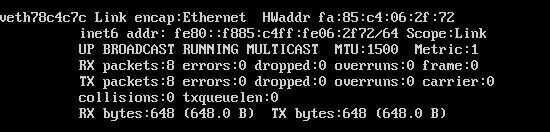 veth78c4c7c Link encap:Ethernet  HWaddr fa:85:c4:06:2f:72
inet6 addr: fe80::f885:c4ff:fe06:2f72/64 Scope:Link
UP BROADCAST RUNNING MULTICAST  MTU:1500  Metric:1
RX packets:8 errors:0 dropped:0 overruns:0 frame:0
TX packets:8 errors:0 dropped:0 overruns:0 carrier:0
collisions:0 txqueuelen:0
RX bytes:648 (648.0 B)  TX bytes:648 (648.0 B)